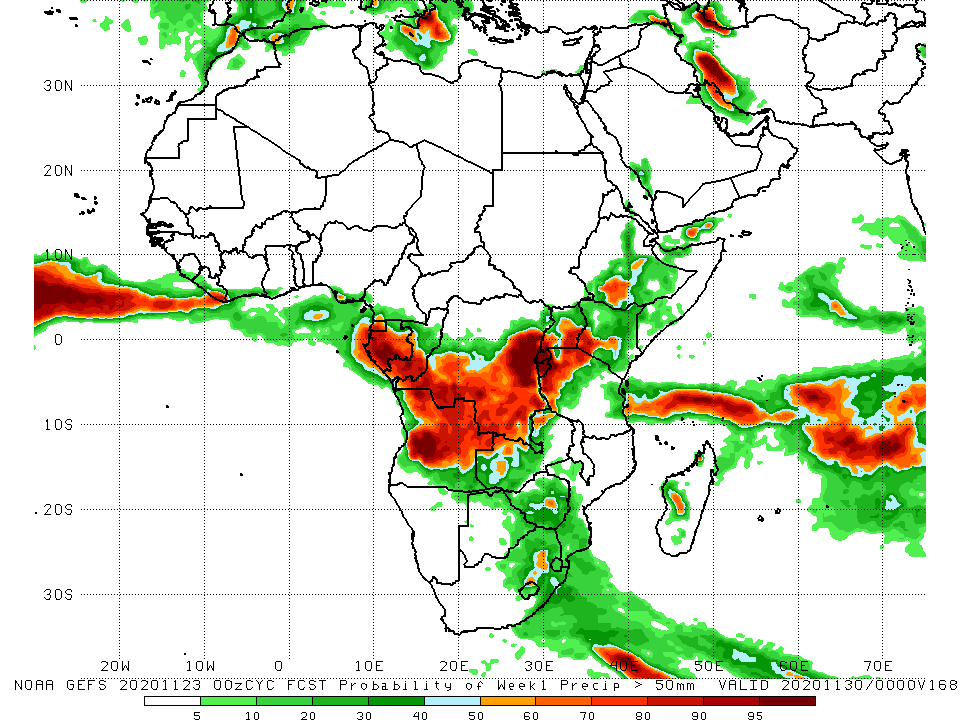 30N
20N
10N
0
10S
20S
30S
20W 10W 0 10E 20E 30E 40E 50E 60E 70E
NOAA GEFS 20201123 00zCYC FCST Probability of Week1 Precip > 50mm VALID 20201130/0000V168
5 10 20 30 40 50 60 70 80 90 95